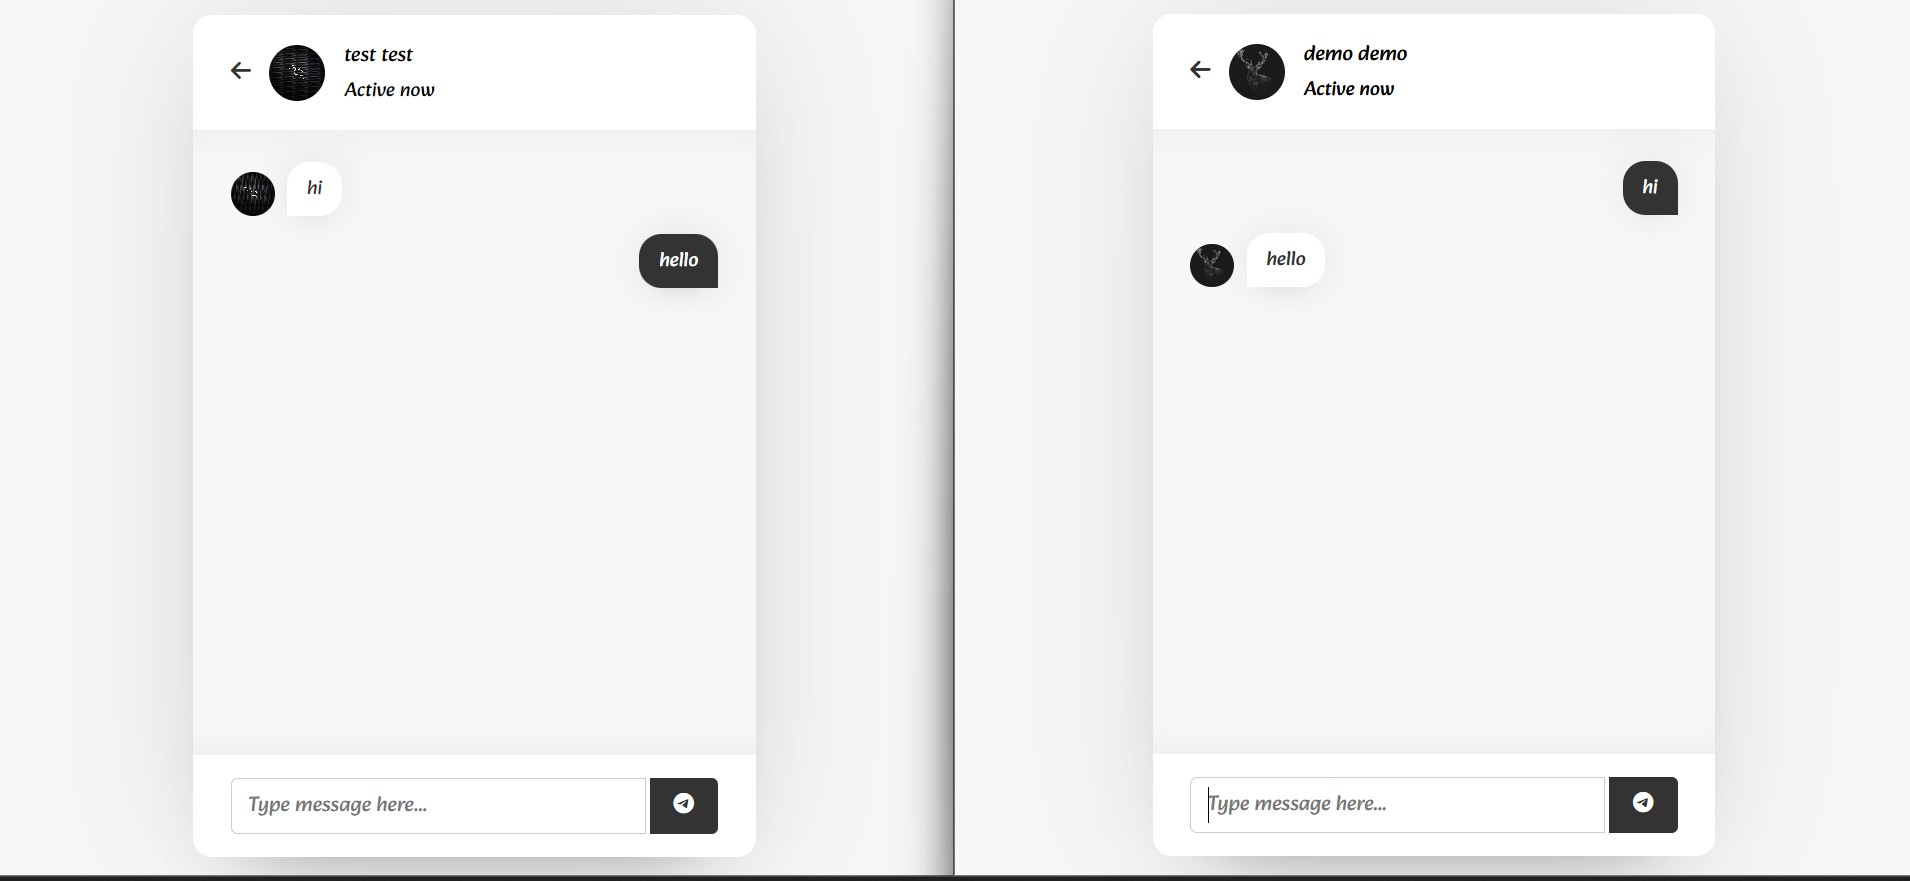 test test
Active now
hi
hello
Type message here...
demo demo
Active now
hi
hello
Type message here...